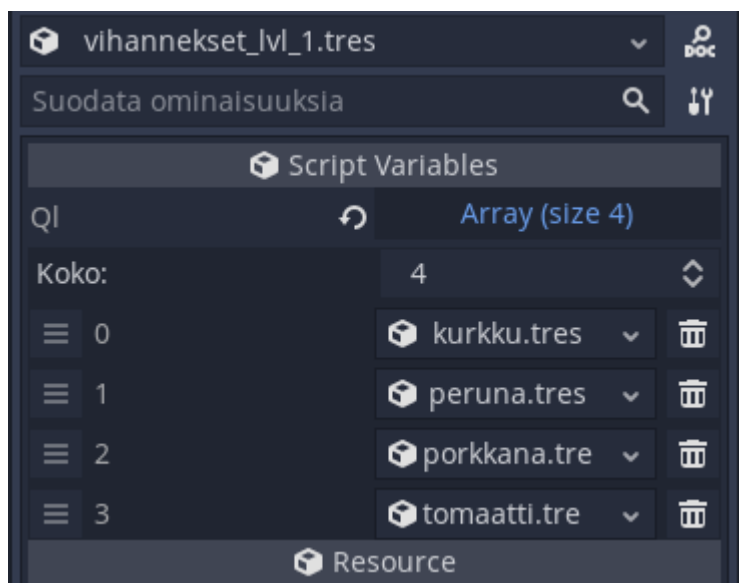 vihannekset_lvl_1.tres
DOC
Suodata ominaisuuksia
Script Variables
Ql Array (size 4)
Koko: 4
0 kurkku.tres
1 peruna.tres
2 porkkana.tre
3 tomaatti.tre
Resource